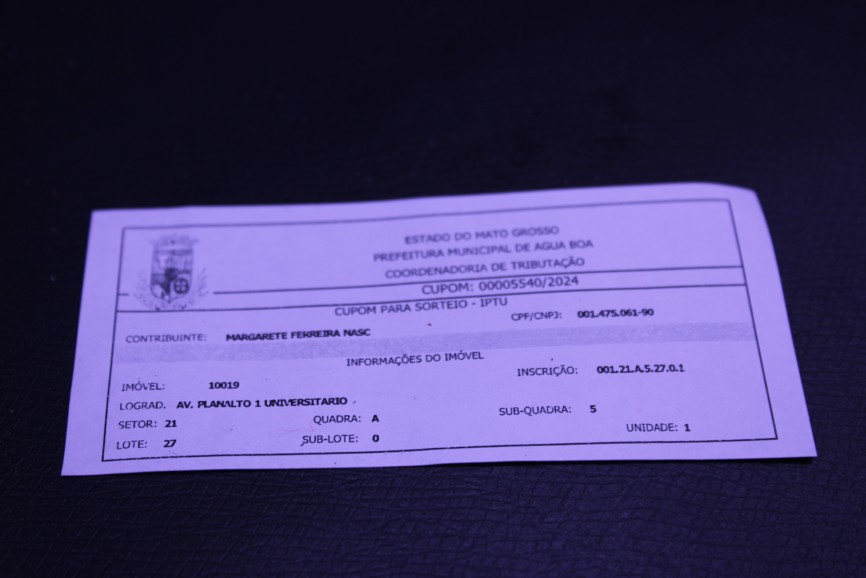 ESTADO DO MATO GROSSO
PREFEITURA MUNICIPAL DE AGUA BOA
COORDENADORIA DE TRIBUTAÇÃO
CUPOM: 00005540/2024
CUPOM PARA SORTEIO - IPTU
CONTRIBUINTE: MARGARETE FERREIRA NASC CPF/CNPJ: 001.475.061-90
INFORMAÇÕES DO IMÓVEL
IMÓVEL: 10019 INSCRIÇÃO: 001.21.A.5.27.0.1
LOGRAD. AV. PLANALTO 1 UNIVERSITARIO
SETOR: 21 QUADRA: A SUB-QUADRA: 5
LOTE: 27 SUB-LOTE: 0 UNIDADE: 1